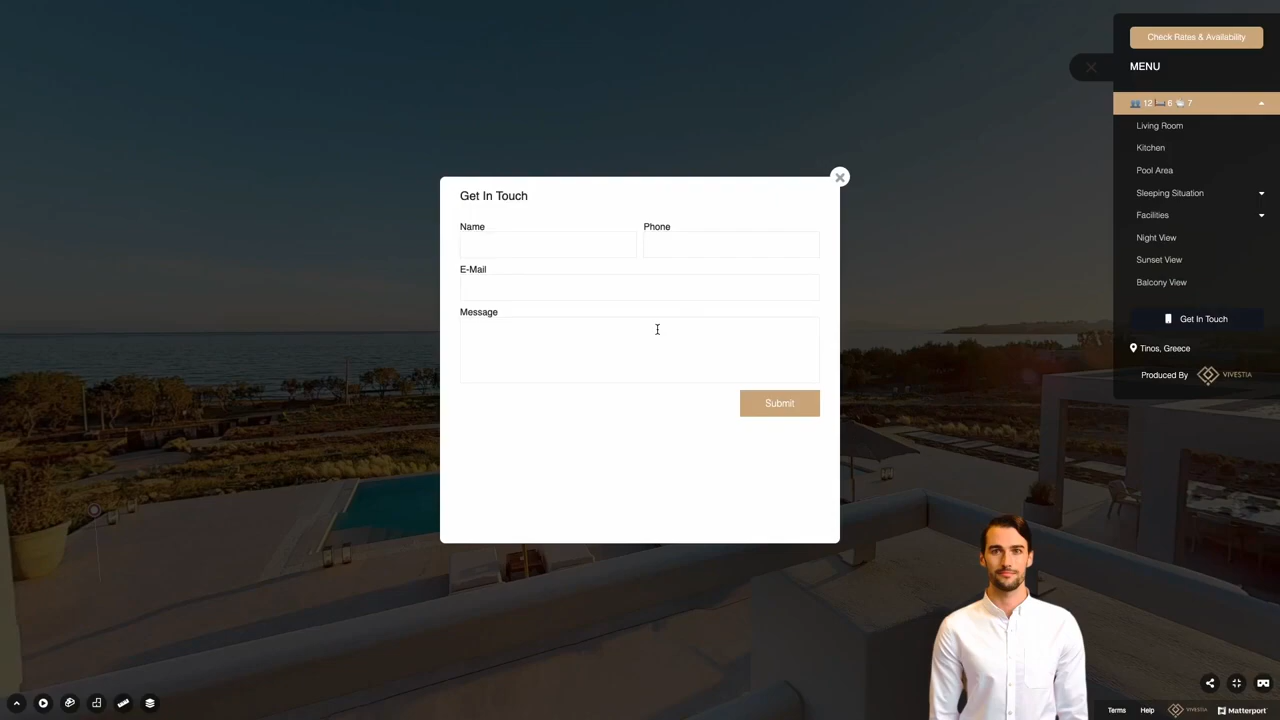 Check Rates & Availability
MENU
12 6 7
Living Room
Kitchen
Pool Area
Sleeping Situation
Facilities
Night View
Sunset View
Balcony View
Get In Touch
Tinos, Greece
Produced By VIVESTIA
Get In Touch
Name Phone
E-Mail
Message
Submit
Terms Help VIVESTIA Matterport